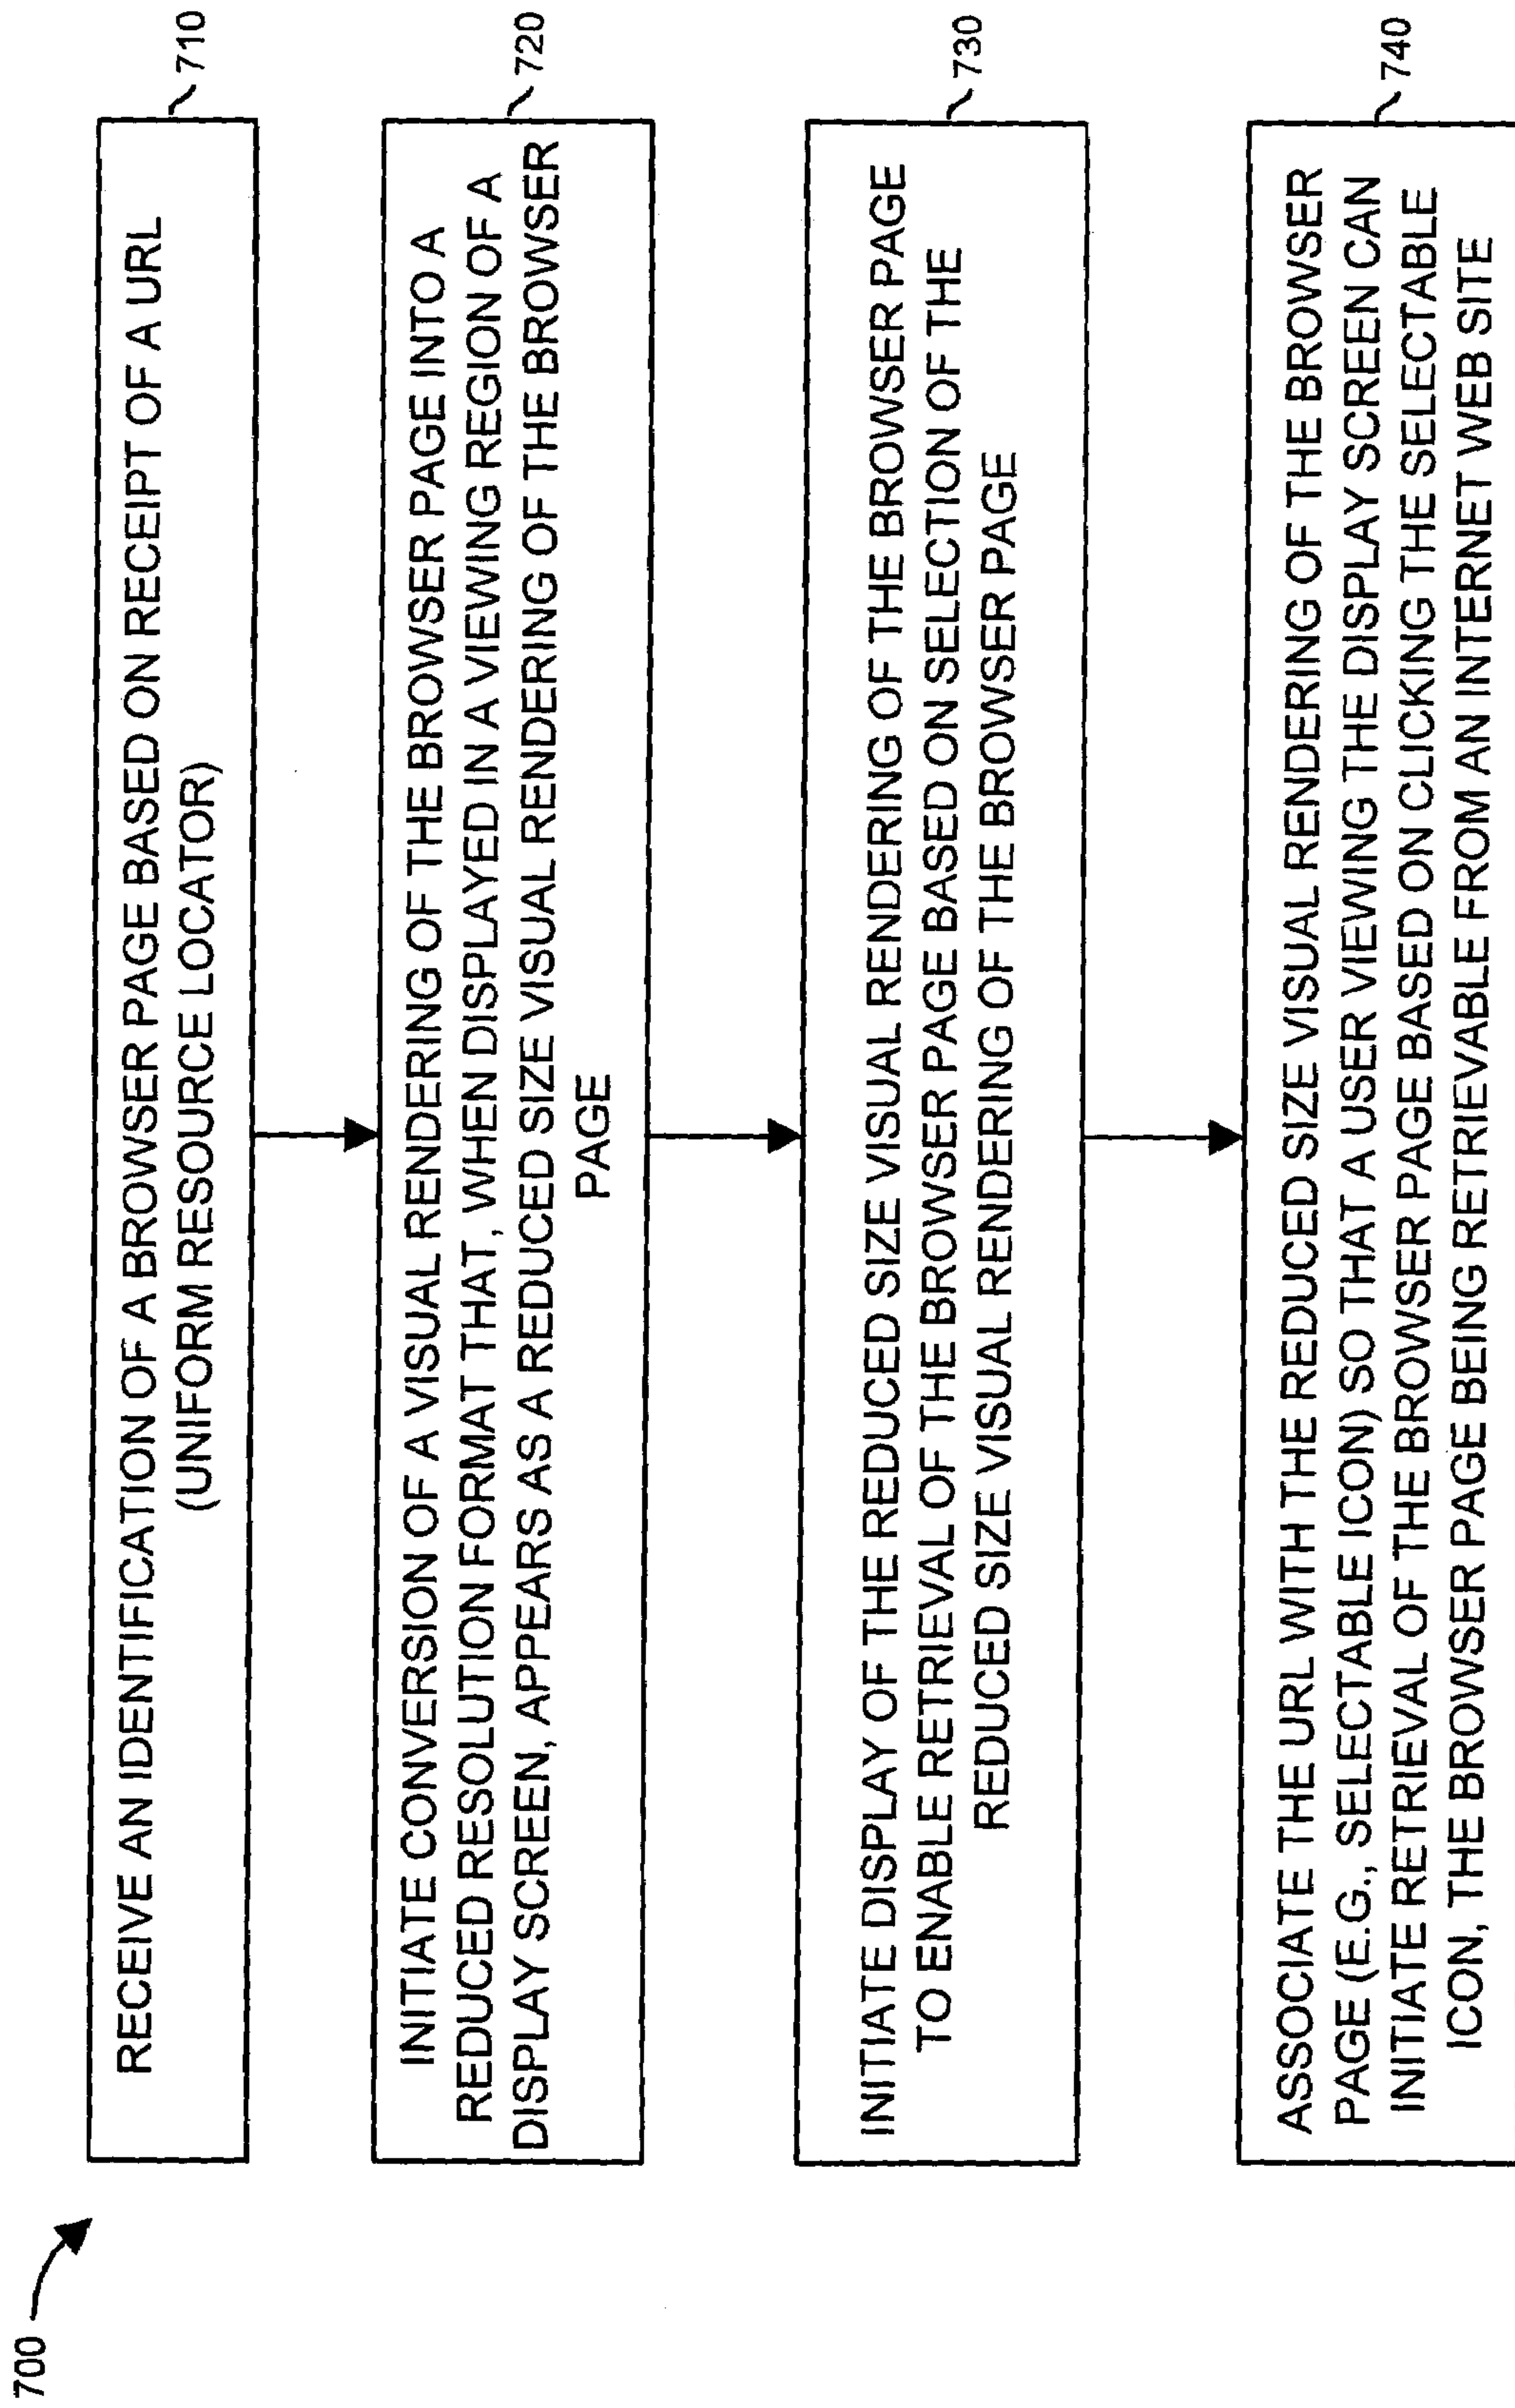 700
RECEIVE AN IDENTIFICATION OF A BROWSER PAGE BASED ON RECEIPT OF A URL
(UNIFORM RESOURCE LOCATOR)
710
INITIATE CONVERSION OF A VISUAL RENDERING OF THE BROWSER PAGE INTO A
REDUCED RESOLUTION FORMAT THAT, WHEN DISPLAYED IN A VIEWING REGION OF A
DISPLAY SCREEN, APPEARS AS A REDUCED SIZE VISUAL RENDERING OF THE BROWSER
PAGE
720
INITIATE DISPLAY OF THE REDUCED SIZE VISUAL RENDERING OF THE BROWSER PAGE
TO ENABLE RETRIEVAL OF THE BROWSER PAGE BASED ON SELECTION OF THE
REDUCED SIZE VISUAL RENDERING OF THE BROWSER PAGE
730
ASSOCIATE THE URL WITH THE REDUCED SIZE VISUAL RENDERING OF THE BROWSER
PAGE (E.G., SELECTABLE ICON) SO THAT A USER VIEWING THE DISPLAY SCREEN CAN
INITIATE RETRIEVAL OF THE BROWSER PAGE BASED ON CLICKING THE SELECTABLE
ICON, THE BROWSER PAGE BEING RETRIEVABLE FROM AN INTERNET WEB SITE
740